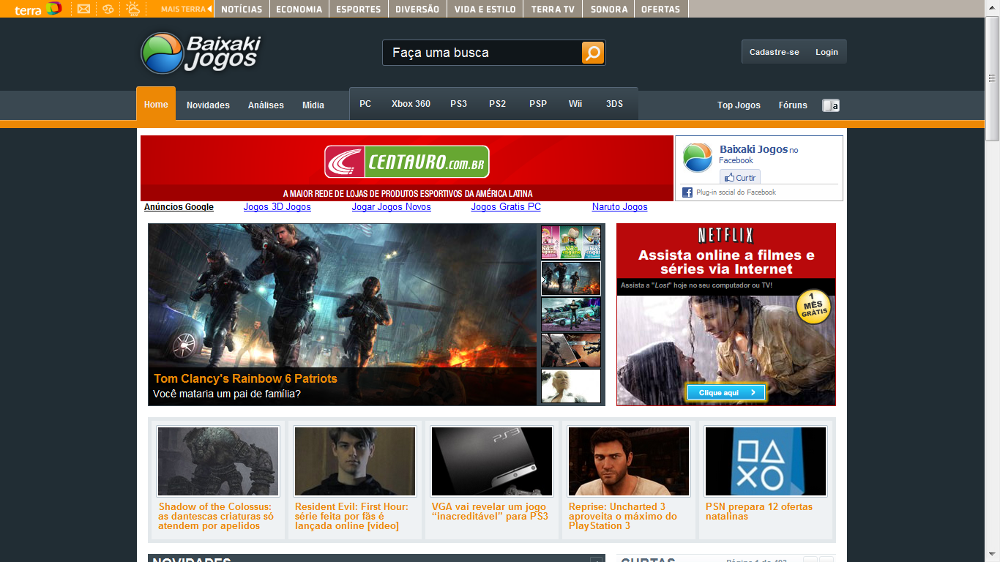 terra
MAIS TERRA
NOTÍCIAS
ECONOMIA
ESPORTES
DIVERSÃO
VIDA E ESTILO
TERRA TV
SONORA
OFERTAS
Baixaki
Jogos
Faça uma busca
Cadastre-se
Login
Home
Novidades
Análises
Mídia
PC
Xbox 360
PS3
PS2
PSP
Wii
3DS
Top Jogos
Fóruns
a
CENTAURO.COM.BR
A MAIOR REDE DE LOJAS DE PRODUTOS ESPORTIVOS DA AMÉRICA LATINA
Baixaki Jogos no
Facebook
Curtir
Plug-in social do Facebook
Anúncios Google
Jogos 3D Jogos
Jogar Jogos Novos
Jogos Gratis PC
Naruto Jogos
Tom Clancy's Rainbow 6 Patriots
Você mataria um pai de família?
NETFLIX
Assista online a filmes e
séries via Internet
Assista a "Lost" hoje no seu computador ou TV!
1
MÊS
GRÁTIS
Clique aqui
Shadow of the Colossus:
as dantescas criaturas só
atendem por apelidos
Resident Evil: First Hour:
série feita por fãs é
lançada online [vídeo]
PS3
VGA vai revelar um jogo
“inacreditável” para PS3
Reprise: Uncharted 3
aproveita o máximo do
PlayStation 3
PSN prepara 12 ofertas
natalinas
NOVIDADES
CURTAS
Página 1 de 493